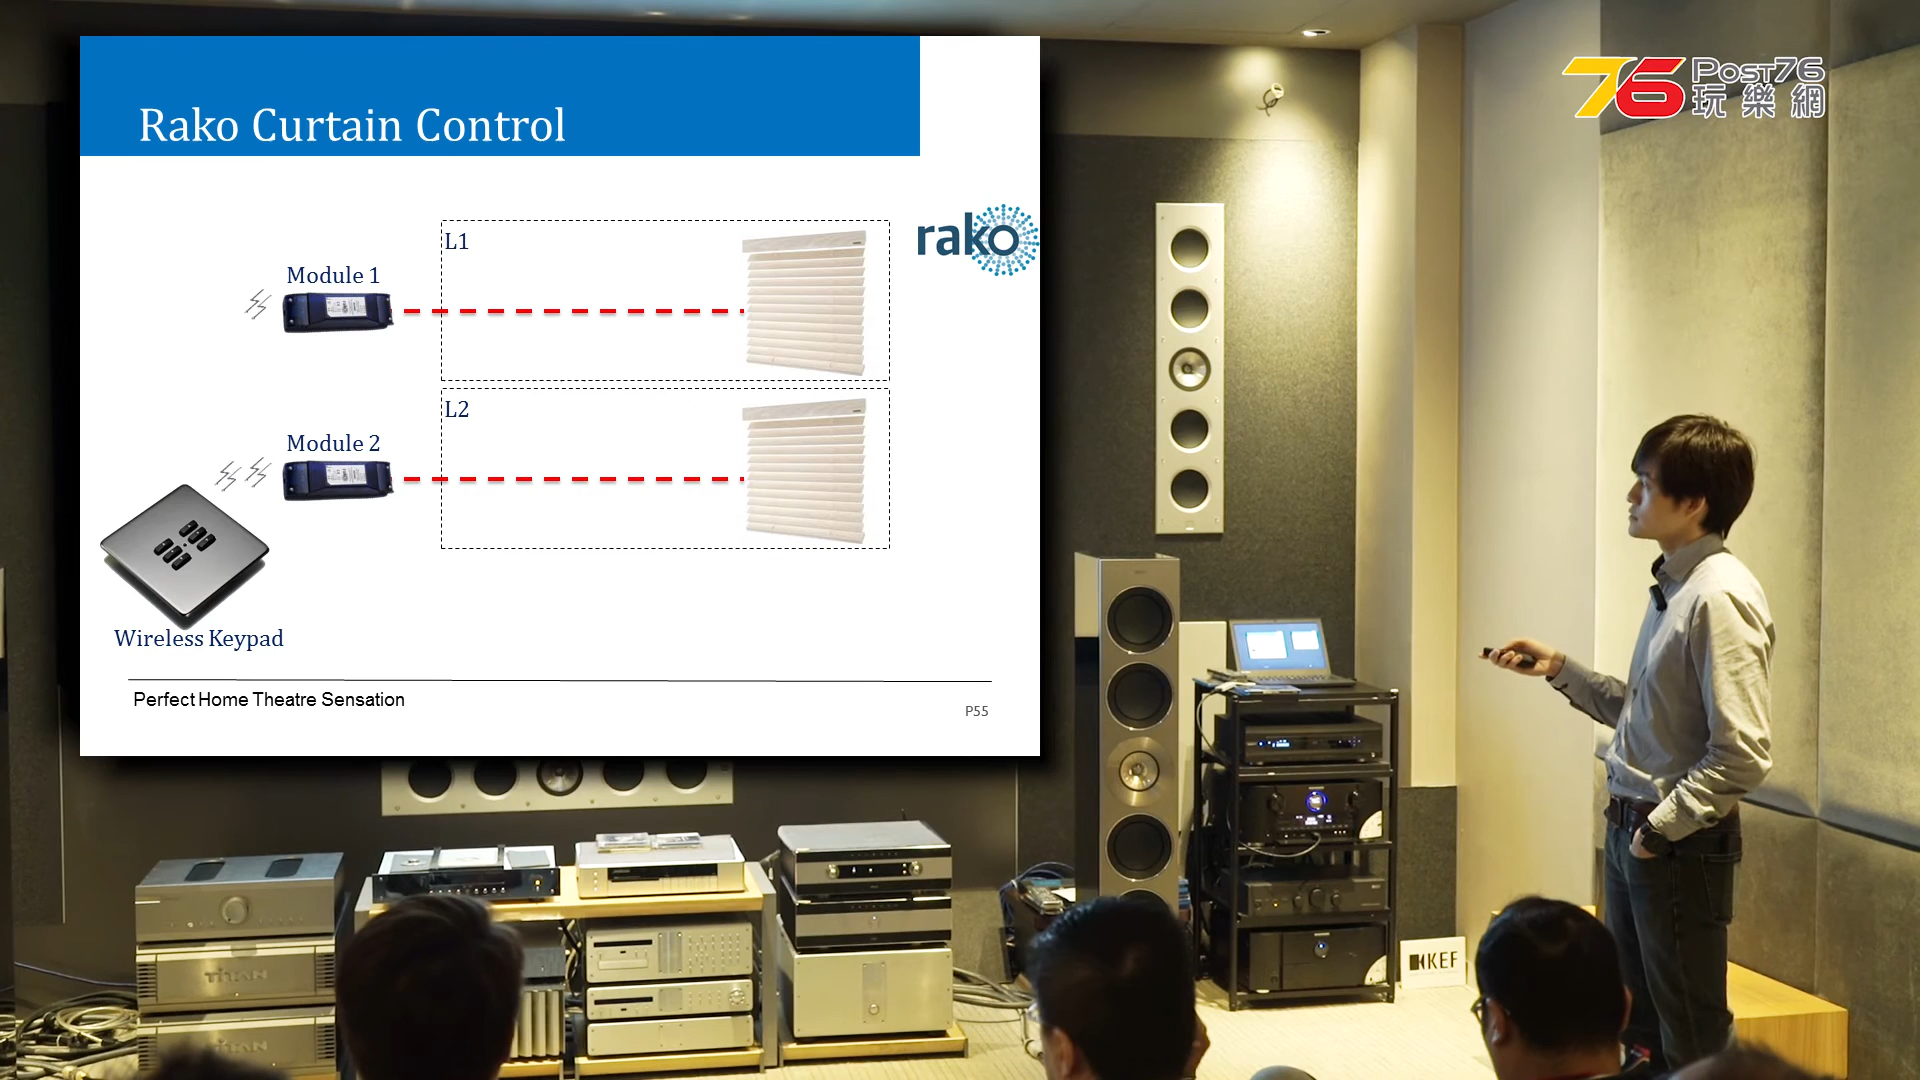 Rako Curtain Control
76 Post76
玩樂網
rako
L1
Module 1
L2
Module 2
Wireless Keypad
Perfect Home Theatre Sensation
P55
KEF
TITAN
TITAN